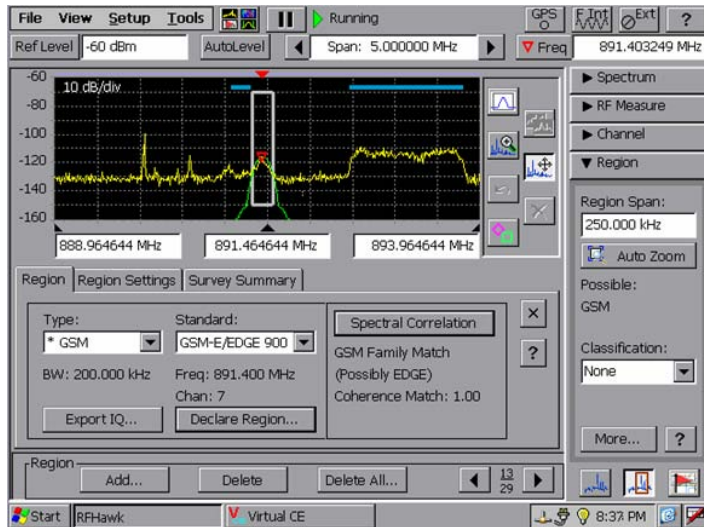 File View Setup Tools Running GPS F Int Ext ?
Ref Level -60 dBm AutoLevel Span: 5.000000 MHz Freq 891.403249 MHz
10 dB/div
-60
-80
-100
-120
-140
-160
888.964644 MHz 891.464644 MHz 893.964644 MHz
Spectrum
RF Measure
Channel
Region
Region Span:
250.000 kHz
Auto Zoom
Possible:
GSM
Classification:
None
More... ?
Region Region Settings Survey Summary
Type: Standard:
* GSM GSM-E/EDGE 900
BW: 200.000 kHz Freq: 891.400 MHz
Chan: 7
Export IQ... Declare Region...
Spectral Correlation
GSM Family Match
(Possibly EDGE)
Coherence Match: 1.00
×
?
Region
Add... Delete Delete All... 13
29
Start RFHawk Virtual CE 8:37 PM